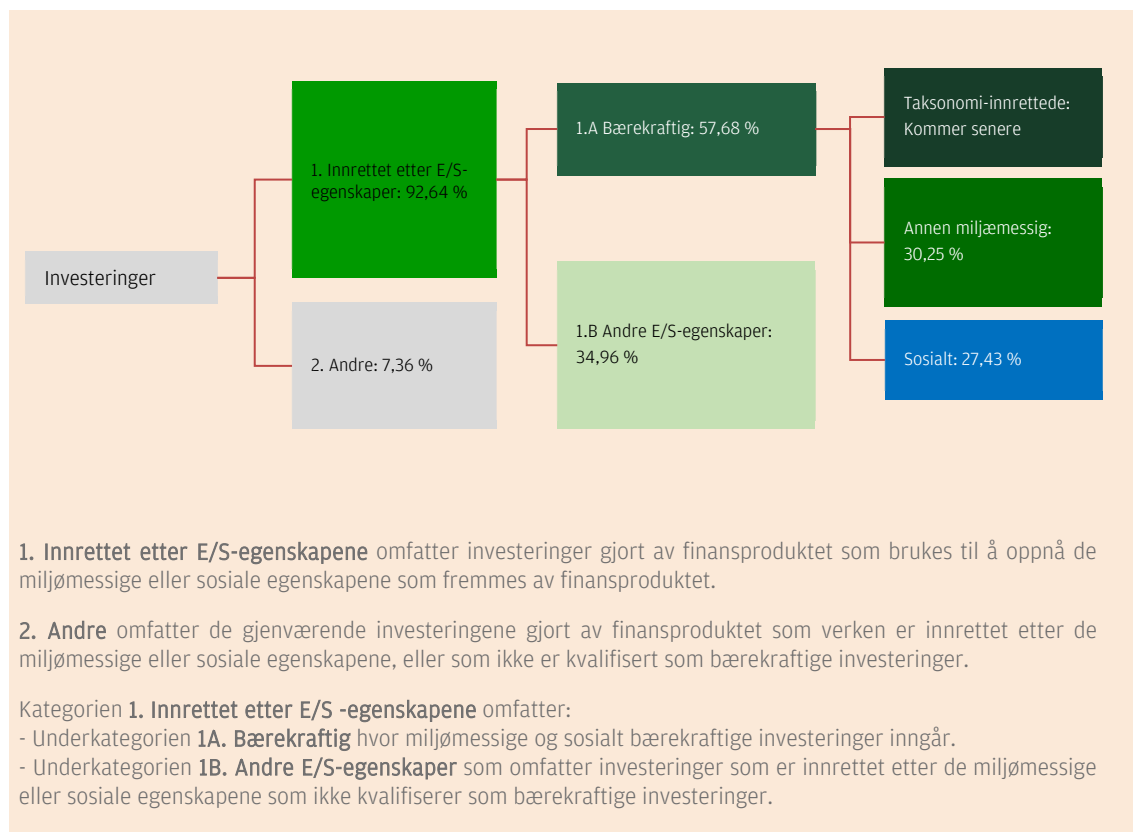 Investeringer
1. Innrettet etter E/S-
egenskaper: 92,64 %
2. Andre: 7,36 %
1.A Bærekraftig: 57,68 %
1.B Andre E/S-egenskaper:
34,96 %
Taksonomi-innrettede:
Kommer senere
Annen miljæmessig:
30,25 %
Sosialt: 27,43 %
1. Innrettet etter E/S-egenskapene omfatter investeringer gjort av finansproduktet som brukes til å oppnå de
miljømessige eller sosiale egenskapene som fremmes av finansproduktet.
2. Andre omfatter de gjenværende investeringene gjort av finansproduktet som verken er innrettet etter de
miljømessige eller sosiale egenskapene, eller som ikke er kvalifisert som bærekraftige investeringer.
Kategorien 1. Innrettet etter E/S -egenskapene omfatter:
- Underkategorien 1A. Bærekraftig hvor miljømessige og sosialt bærekraftige investeringer inngår.
- Underkategorien 1B. Andre E/S-egenskaper som omfatter investeringer som er innrettet etter de miljømessige
eller sosiale egenskapene som ikke kvalifiserer som bærekraftige investeringer.